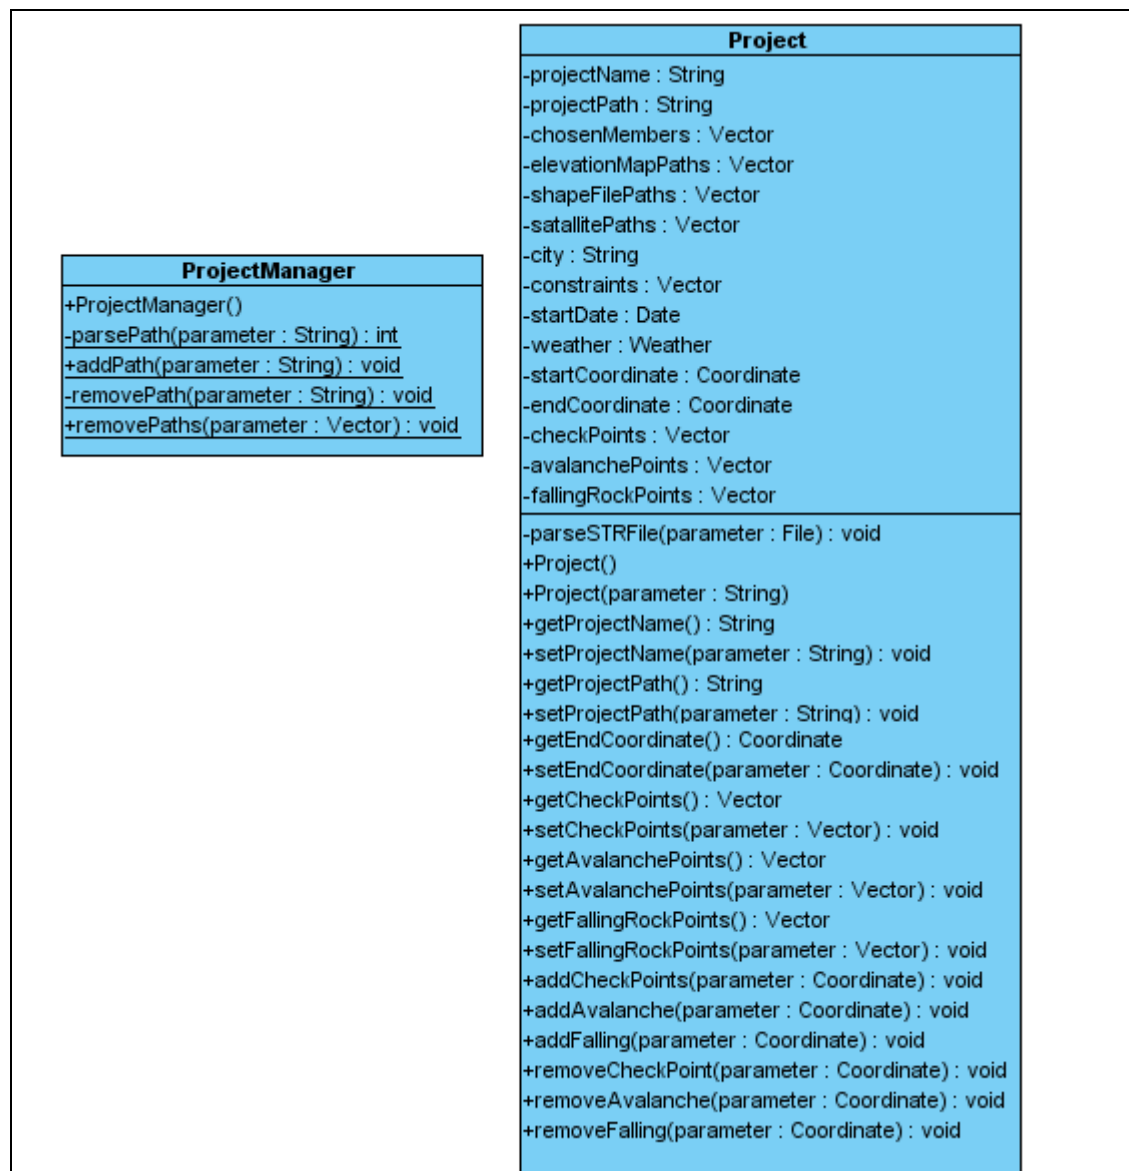 ProjectManager
+ProjectManager()
-parsePath(parameter : String) : int
+addPath(parameter : String) : void
-removePath(parameter : String) : void
+removePaths(parameter : Vector) : void
Project
-projectName : String
-projectPath : String
-chosenMembers : Vector
-elevationMapPaths : Vector
-shapeFilePaths : Vector
-satallitePaths : Vector
-city : String
-constraints : Vector
-startDate : Date
-weather : Weather
-startCoordinate : Coordinate
-endCoordinate : Coordinate
-checkPoints : Vector
-avalanchePoints : Vector
-fallingRockPoints : Vector
-parseSTRFile(parameter : File) : void
+Project()
+Project(parameter : String)
+getProjectName() : String
+setProjectName(parameter : String) : void
+getProjectPath() : String
+setProjectPath(parameter : String) : void
+getEndCoordinate() : Coordinate
+setEndCoordinate(parameter : Coordinate) : void
+getCheckPoints() : Vector
+setCheckPoints(parameter : Vector) : void
+getAvalanchePoints() : Vector
+setAvalanchePoints(parameter : Vector) : void
+getFallingRockPoints() : Vector
+setFallingRockPoints(parameter : Vector) : void
+addCheckPoints(parameter : Coordinate) : void
+addAvalanche(parameter : Coordinate) : void
+addFalling(parameter : Coordinate) : void
+removeCheckPoint(parameter : Coordinate) : void
+removeAvalanche(parameter : Coordinate) : void
+removeFalling(parameter : Coordinate) : void